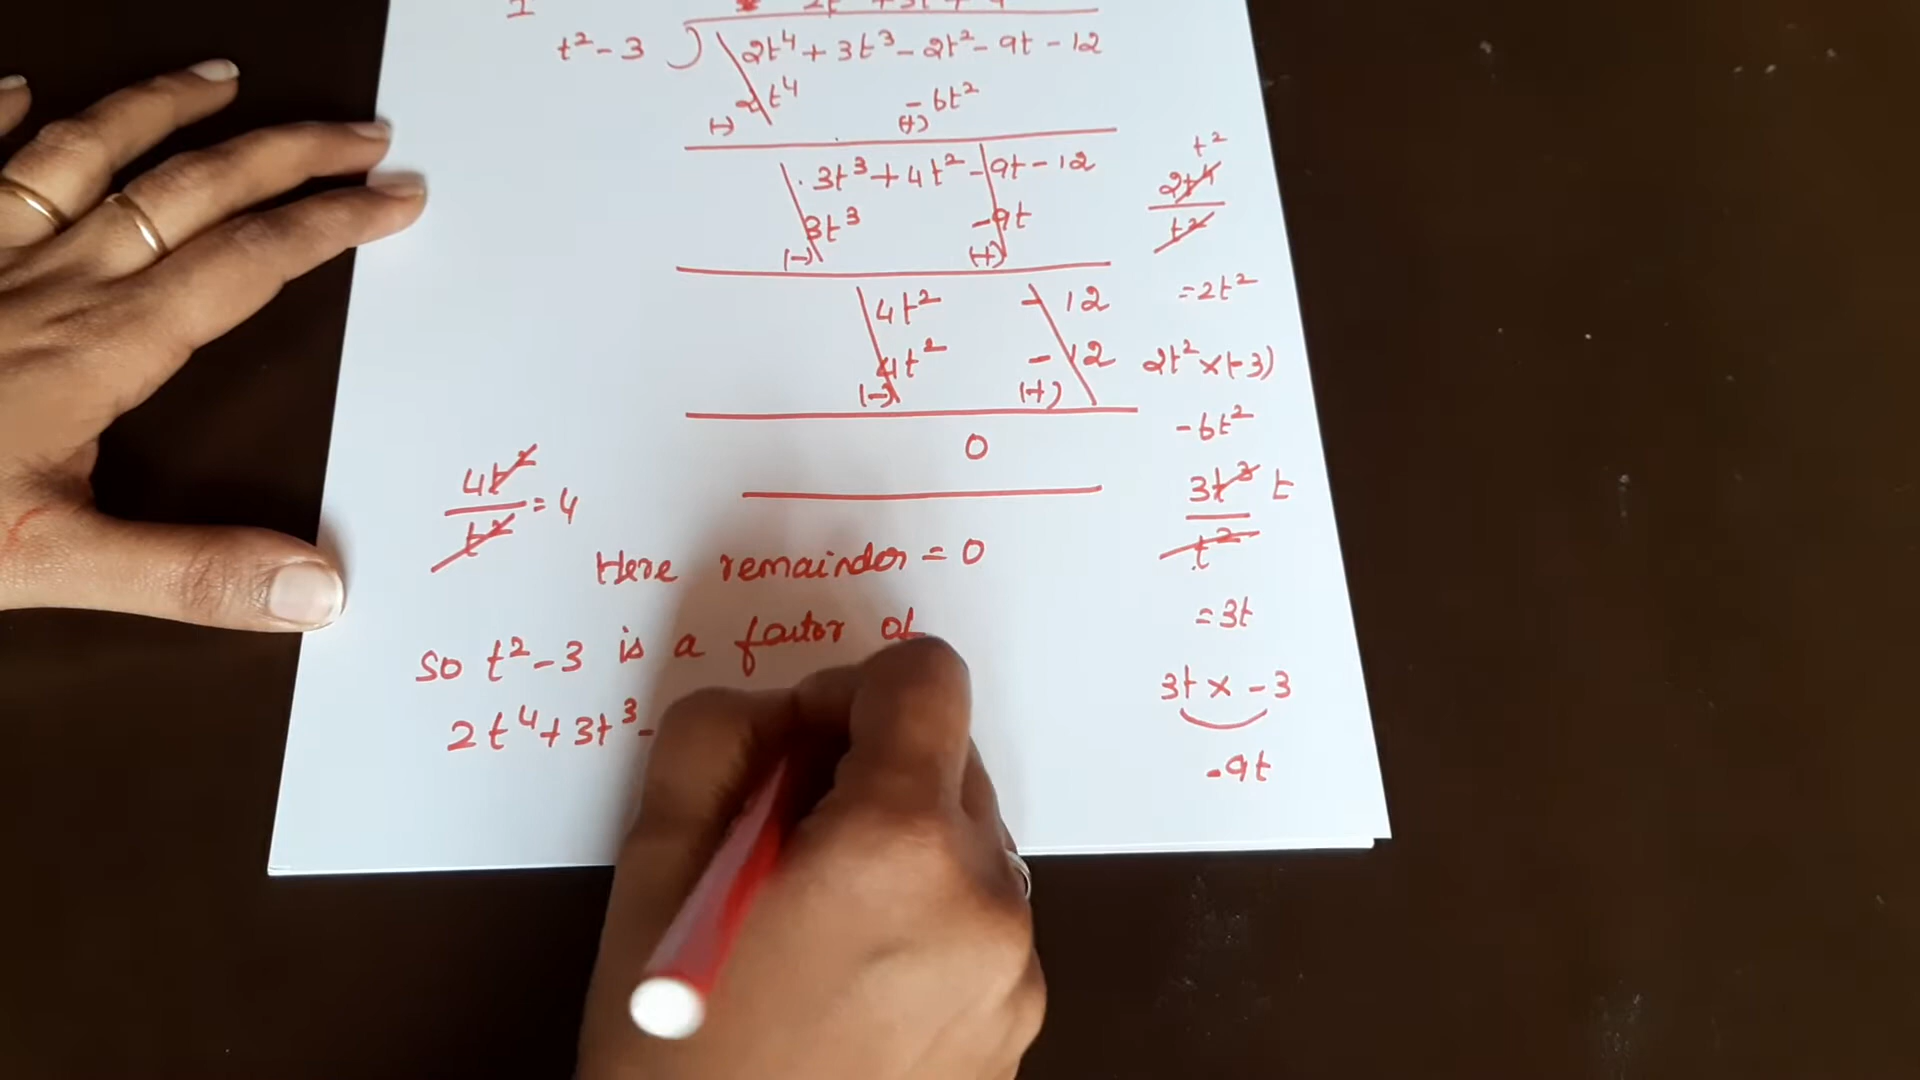 t² - 3 ) 2t⁴ + 3t³ - 2t² - 9t - 12
2t⁴ - 6t²
(-) (+)
3t³ + 4t² - 9t - 12
3t³ - 9t
(-) (+)
4t² - 12
4t² - 12
(-) (+)
0
4t²
t² = 4
Here remainder = 0
So t² - 3 is a factor of
2t⁴ + 3t³ -
t²
2t⁴
t²
= 2t²
2t² × (-3)
- 6t²
3t³ t
t²
= 3t
3t × - 3
- 9t